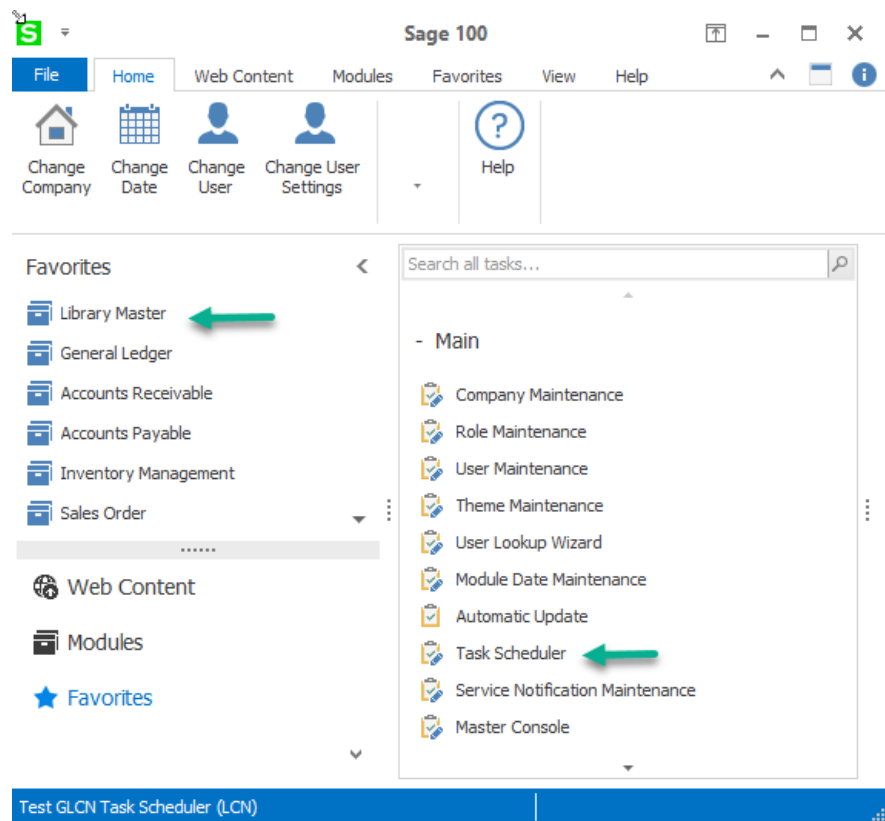 S
Sage 100
File Home Web Content Modules Favorites View Help
Change Company
Change Date
Change User
Change User Settings
Help
Favorites
Library Master
General Ledger
Accounts Receivable
Accounts Payable
Inventory Management
Sales Order
Web Content
Modules
Favorites
Search all tasks...
- Main
Company Maintenance
Role Maintenance
User Maintenance
Theme Maintenance
User Lookup Wizard
Module Date Maintenance
Automatic Update
Task Scheduler
Service Notification Maintenance
Master Console
Test GLCN Task Scheduler (LCN)